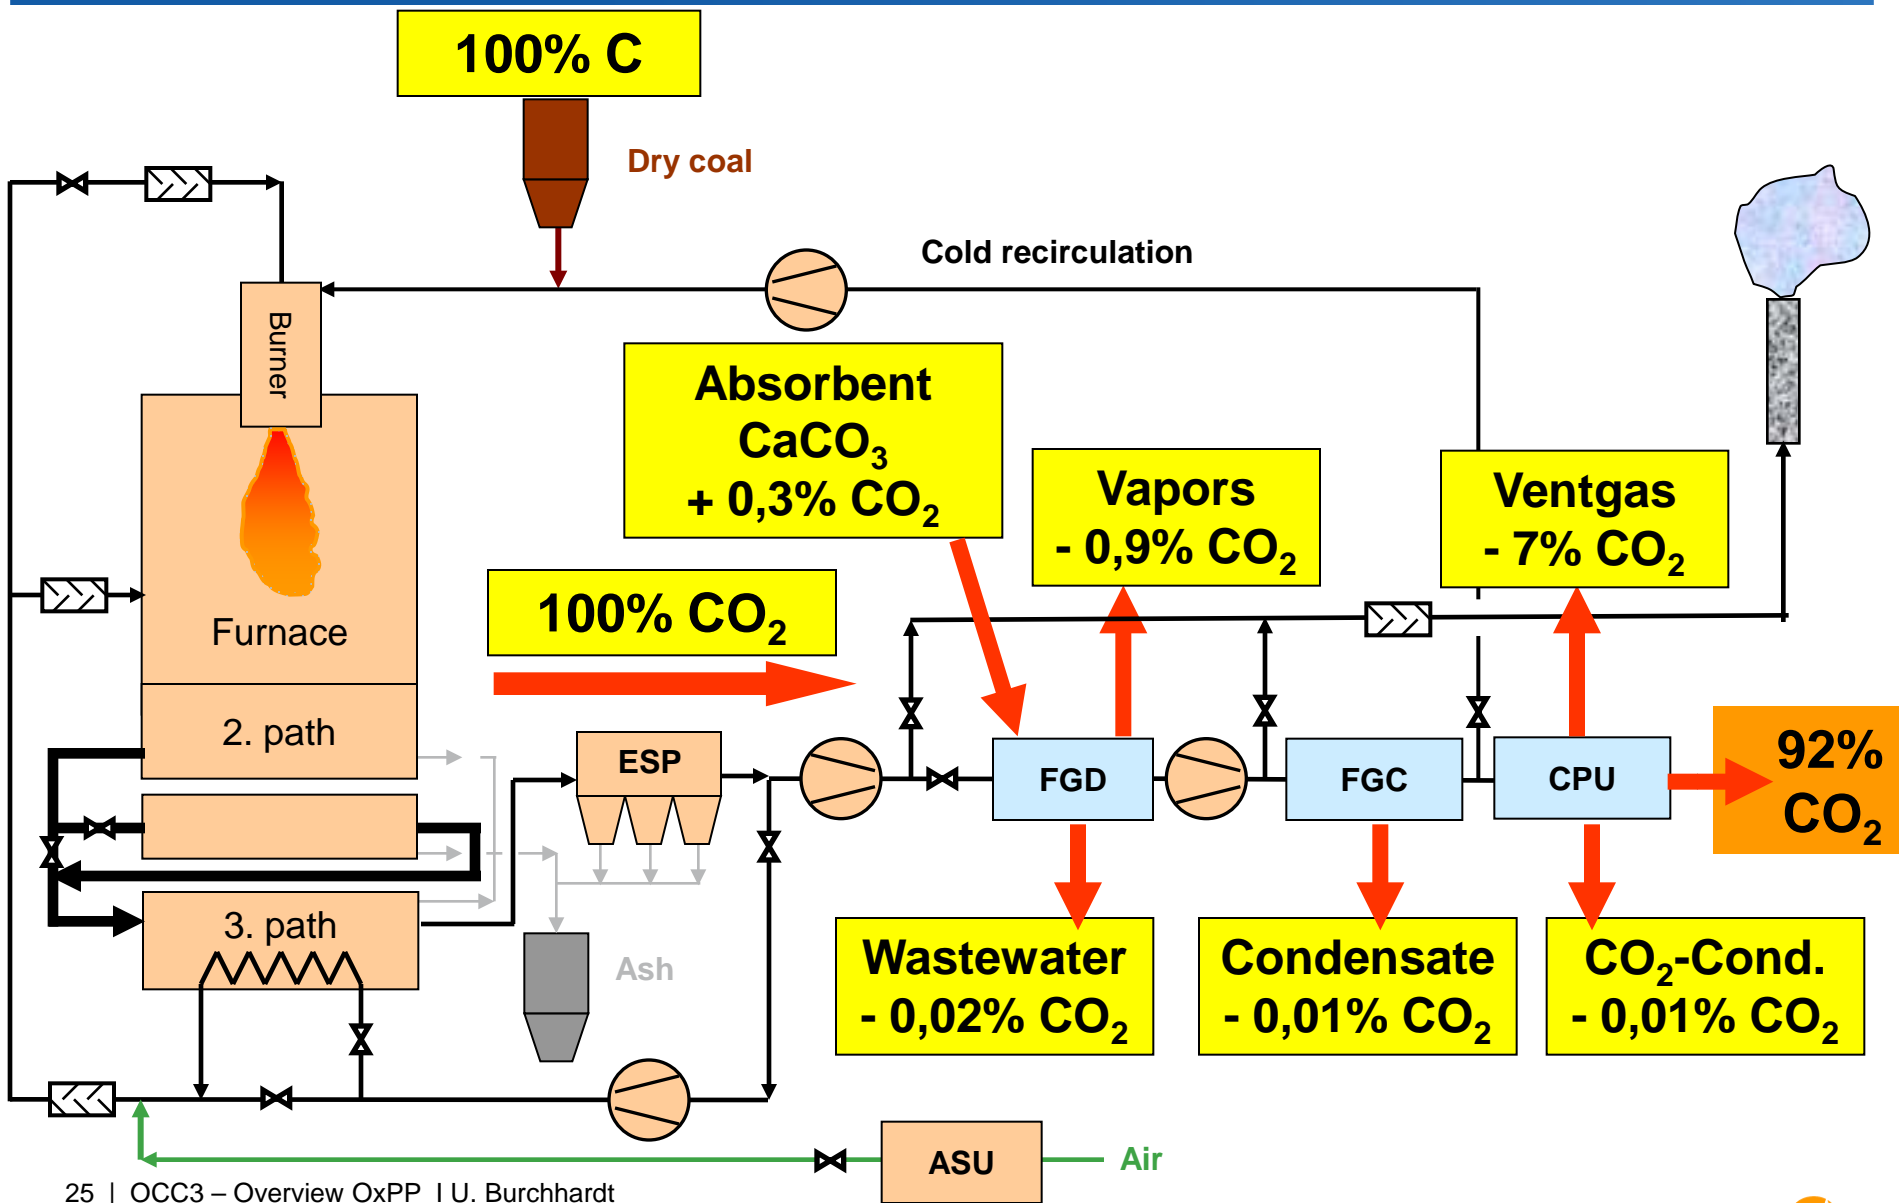 100% C
Dry coal
Cold recirculation
Burner
Absorbent
CaCO₃
+ 0,3% CO₂
Vapors
- 0,9% CO₂
Ventgas
- 7% CO₂
100% CO₂
Furnace
2. path
ESP
FGD
FGC
CPU
92%
CO₂
3. path
Ash
Wastewater
- 0,02% CO₂
Condensate
- 0,01% CO₂
CO₂-Cond.
- 0,01% CO₂
ASU
Air
25 | OCC3 – Overview OxPP I U. Burchhardt